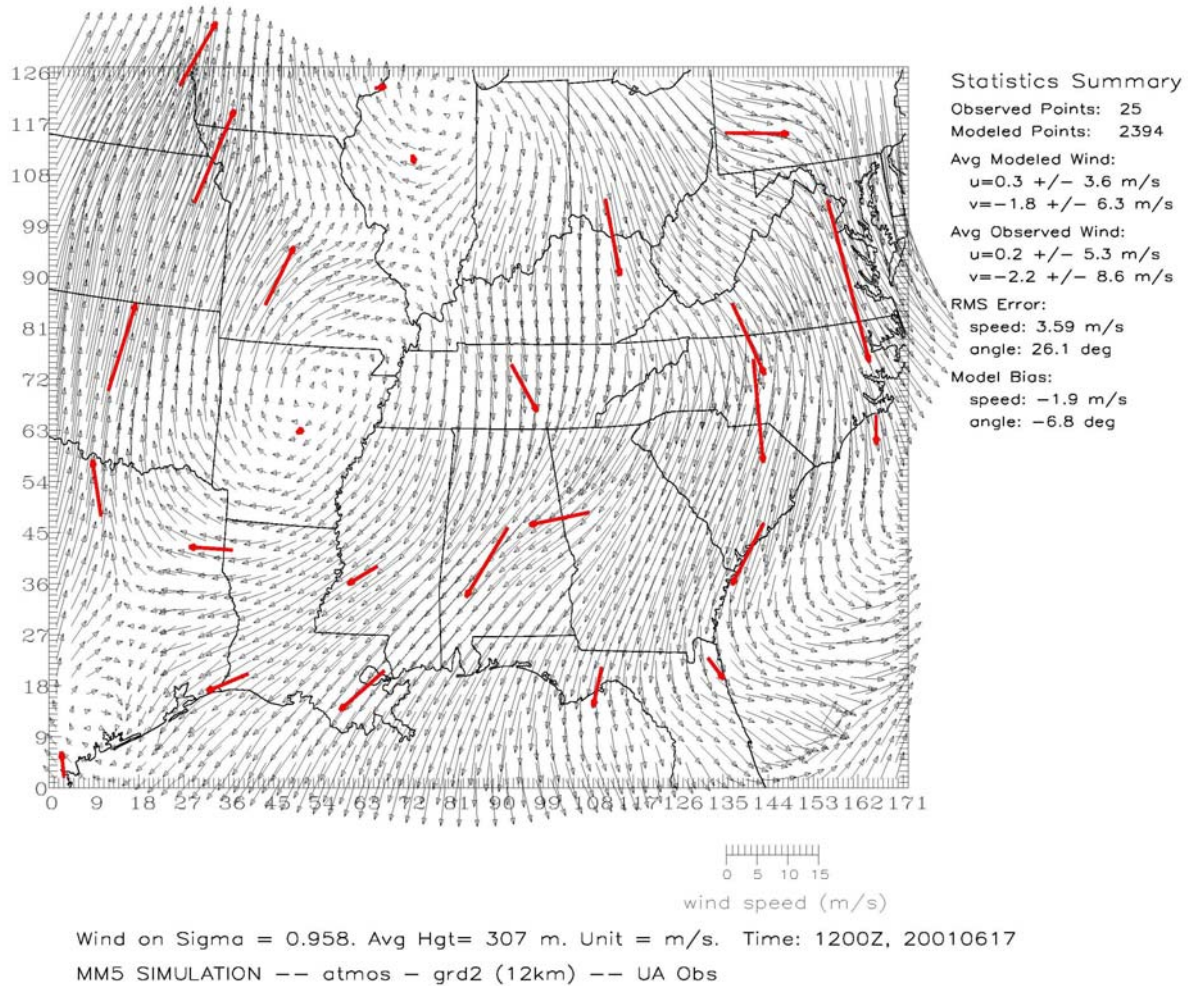 Statistics Summary
Observed Points: 25
Modeled Points: 2394
Avg Modeled Wind:
u=0.3 +/− 3.6 m/s
v=−1.8 +/− 6.3 m/s
Avg Observed Wind:
u=0.2 +/− 5.3 m/s
v=−2.2 +/− 8.6 m/s
RMS Error:
speed: 3.59 m/s
angle: 26.1 deg
Model Bias:
speed: −1.9 m/s
angle: −6.8 deg
126
117
108
99
90
81
72
63
54
45
36
27
18
9
0
0 9 18 27 36 45 54 63 72 81 90 99 108 117 126 135 144 153 162 171
0 5 10 15
wind speed (m/s)
Wind on Sigma = 0.958. Avg Hgt= 307 m. Unit = m/s. Time: 1200Z, 20010617
MM5 SIMULATION −− atmos − grd2 (12km) −− UA Obs